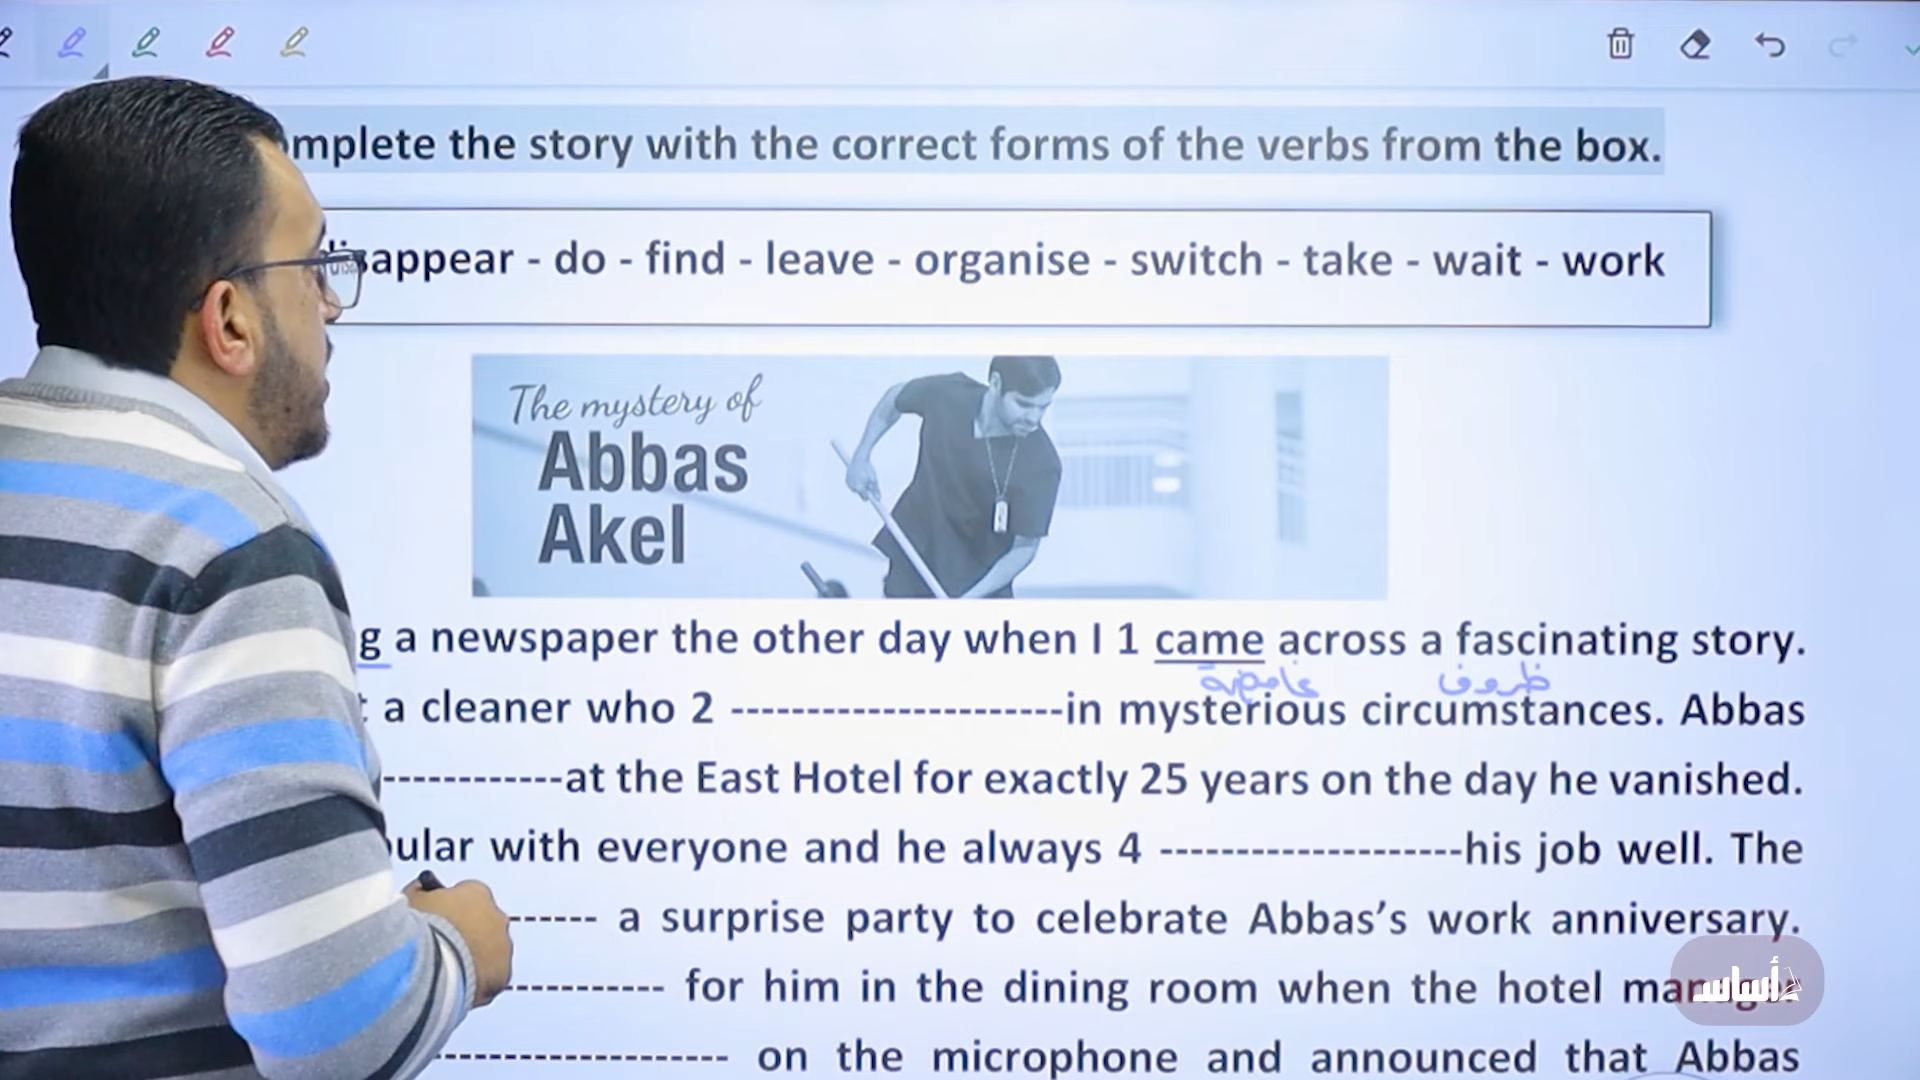 mplete the story with the correct forms of the verbs from the box.
disappear - do - find - leave - organise - switch - take - wait - work
The mystery of
Abbas
Akel
g a newspaper the other day when I 1 came across a fascinating story.
غامضة ظروف
a cleaner who 2 ----------------------in mysterious circumstances. Abbas
------------at the East Hotel for exactly 25 years on the day he vanished.
ular with everyone and he always 4 --------------------his job well. The
------ a surprise party to celebrate Abbas’s work anniversary.
----------- for him in the dining room when the hotel
-------------------- on the microphone and announced that Abbas
أساس